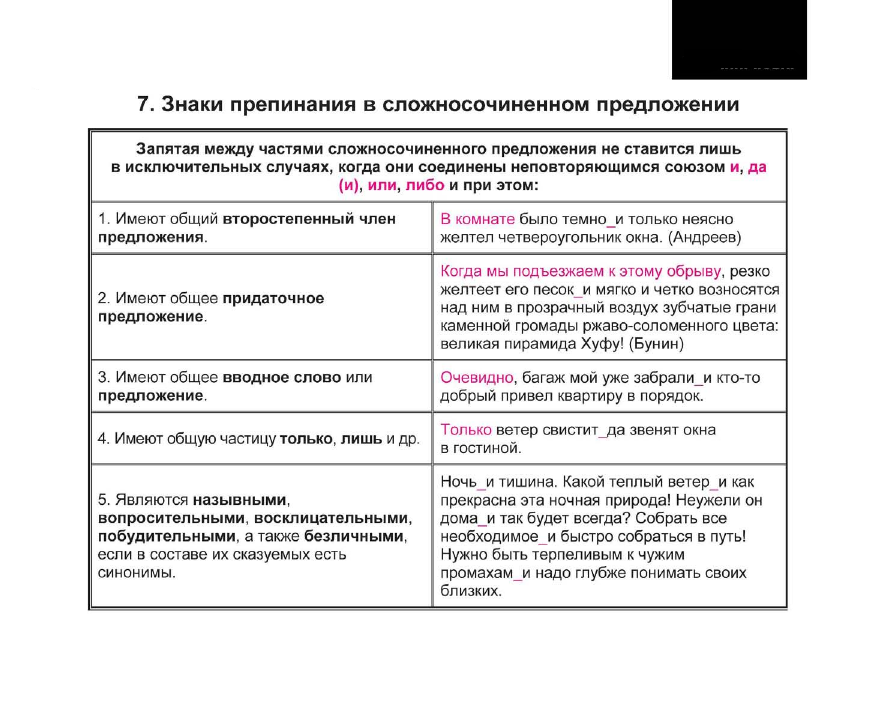 7. Знаки препинания в сложносочиненном предложении
Запятая между частями сложносочиненного предложения не ставится лишь
в исключительных случаях, когда они соединены неповторяющимся союзом и, да
(и), или, либо и при этом:
1. Имеют общий второстепенный член
предложения.
В комнате было темно_и только неясно
желтел четвероугольник окна. (Андреев)
2. Имеют общее придаточное
предложение.
Когда мы подъезжаем к этому обрыву, резко
желтеет его песок_и мягко и четко возносятся
над ним в прозрачный воздух зубчатые грани
каменной громады ржаво-соломенного цвета:
великая пирамида Хуфу! (Бунин)
3. Имеют общее вводное слово или
предложение.
Очевидно, багаж мой уже забрали_и кто-то
добрый привел квартиру в порядок.
4. Имеют общую частицу только, лишь и др.
Только ветер свистит_да звенят окна
в гостиной.
5. Являются назывными,
вопросительными, восклицательными,
побудительными, а также безличными,
если в составе их сказуемых есть
синонимы.
Ночь_и тишина. Какой теплый ветер_и как
прекрасна эта ночная природа! Неужели он
дома_и так будет всегда? Собрать все
необходимое_и быстро собраться в путь!
Нужно быть терпеливым к чужим
промахам_и надо глубже понимать своих
близких.